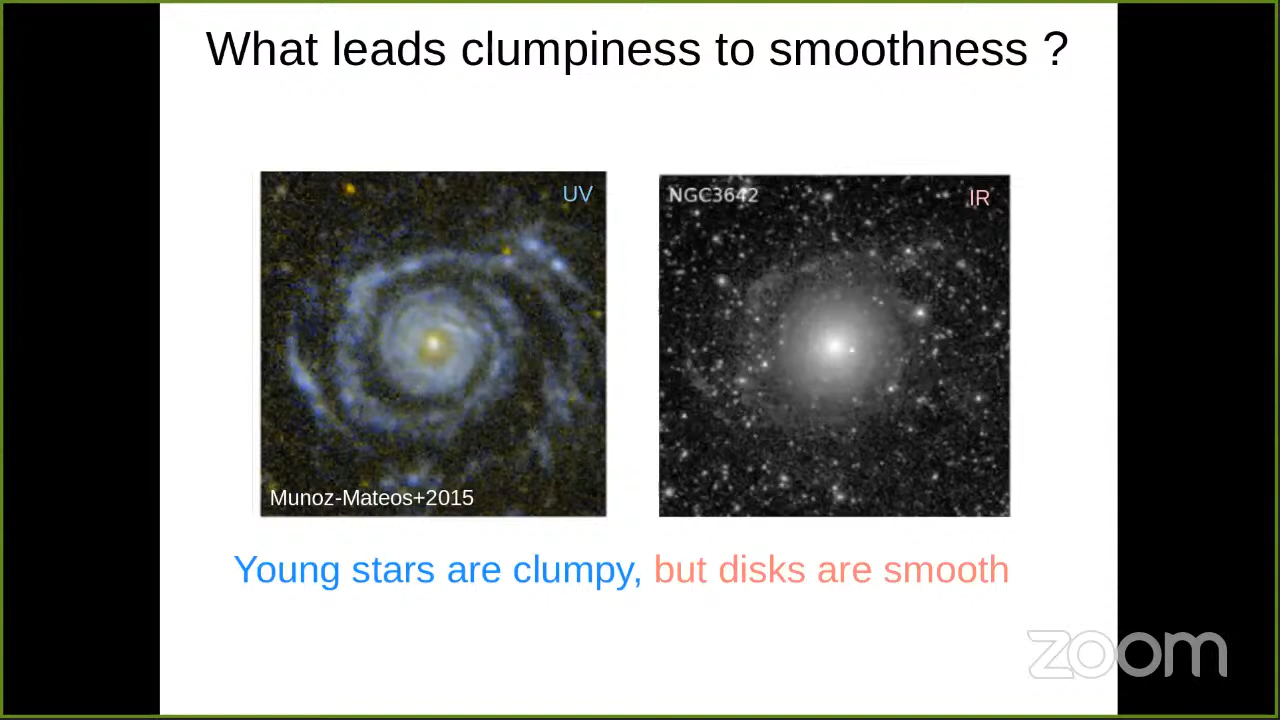 What leads clumpiness to smoothness ?
UV
NGC3642
IR
Munoz-Mateos+2015
Young stars are clumpy, but disks are smooth
zoom